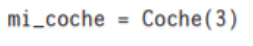 mi_coche = Coche(3)